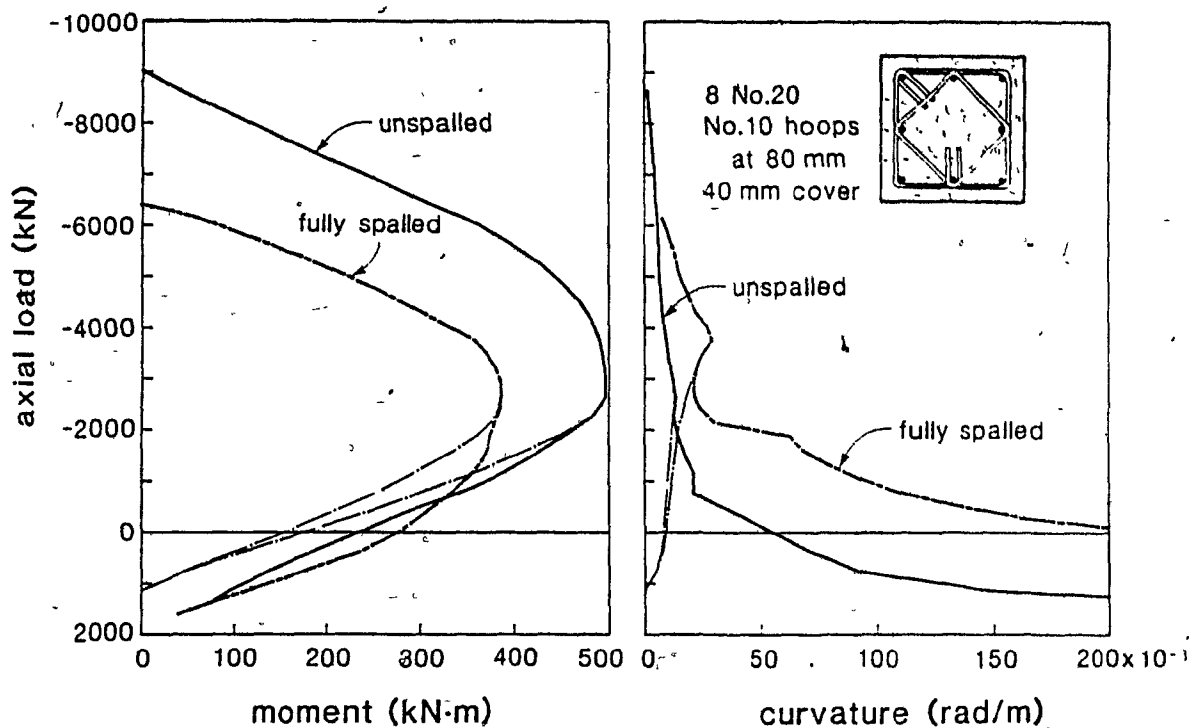 -10000
-8000
-6000
-4000
-2000
0
2000
axial load (kN)
unspalled
fully spalled
0
100
200
300
400
500
moment (kN·m)
8 No.20
No.10 hoops
at 80 mm
40 mm cover
unspalled
fully spalled
0
50
100
150
200x10⁻³
curvature (rad/m)